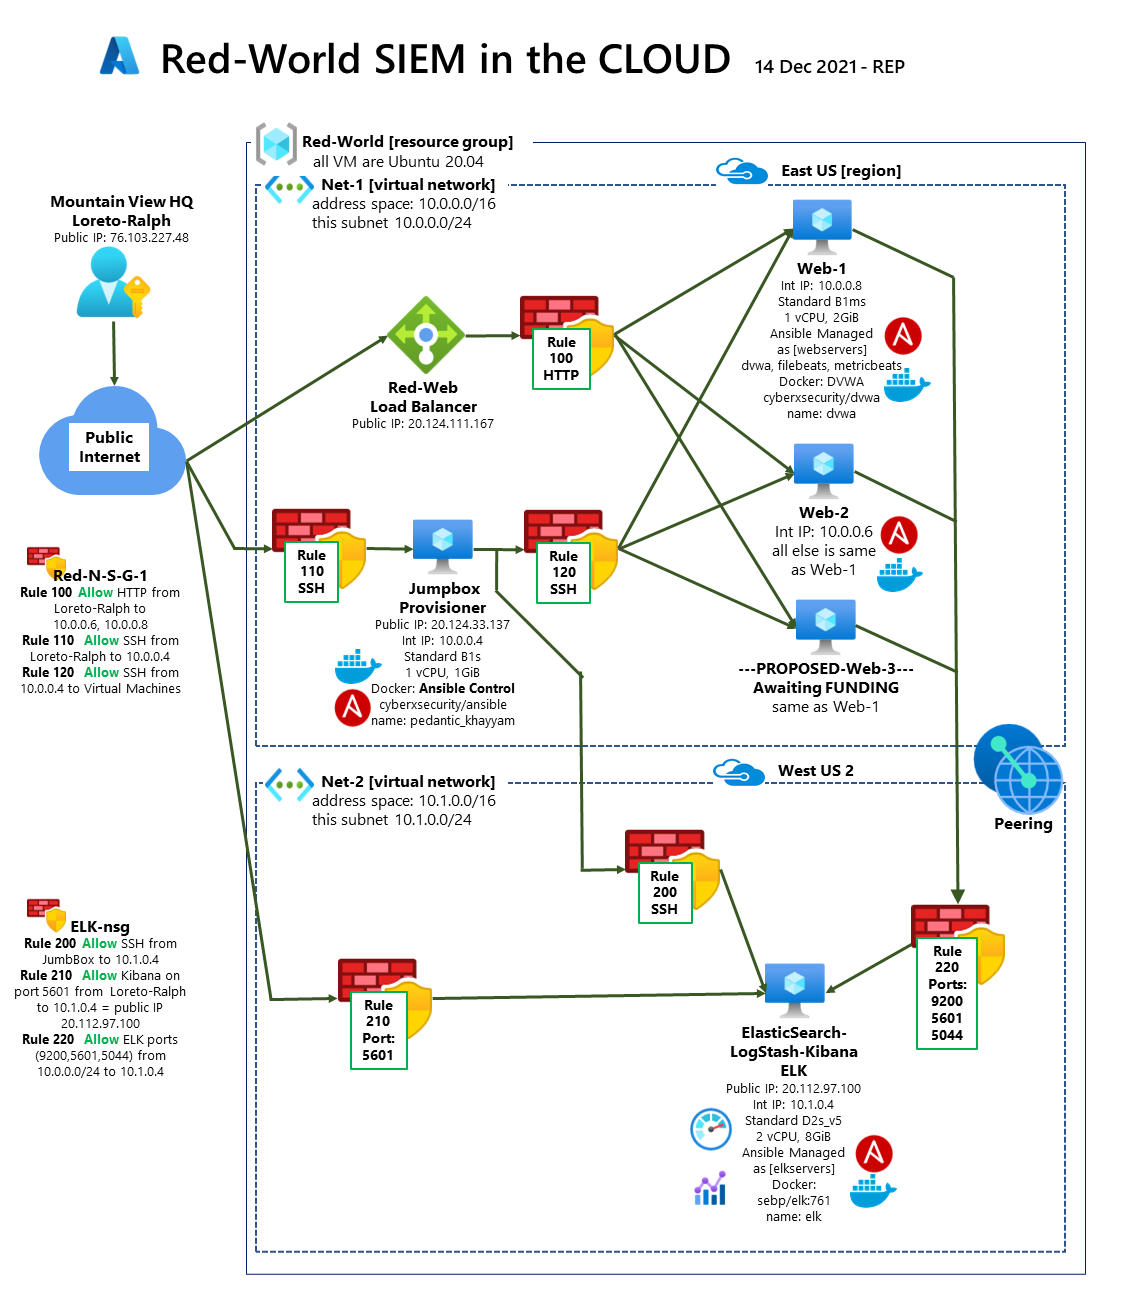 Red-World SIEM in the CLOUD 14 Dec 2021 - REP
Red-World [resource group]
all VM are Ubuntu 20.04
East US [region]
Net-1 [virtual network]
address space: 10.0.0.0/16
this subnet 10.0.0.0/24
Mountain View HQ
Loreto-Ralph
Public IP: 76.103.227.48
Public
Internet
Red-Web
Load Balancer
Public IP: 20.124.111.167
Rule
100
HTTP
Web-1
Int IP: 10.0.0.8
Standard B1ms
1 vCPU, 2GiB
Ansible Managed
as [webservers]
dvwa, filebeats, metricbeats
Docker: DVWA
cyberxsecurity/dvwa
name: dvwa
Web-2
Int IP: 10.0.0.6
all else is same
as Web-1
---PROPOSED-Web-3---
Awaiting FUNDING
same as Web-1
Rule
110
SSH
Jumpbox
Provisioner
Public IP: 20.124.33.137
Int IP: 10.0.0.4
Standard B1s
1 vCPU, 1GiB
Docker: Ansible Control
cyberxsecurity/ansible
name: pedantic_khayyam
Rule
120
SSH
Red-N-S-G-1
Rule 100 Allow HTTP from
Loreto-Ralph to
10.0.0.6, 10.0.0.8
Rule 110 Allow SSH from
Loreto-Ralph to 10.0.0.4
Rule 120 Allow SSH from
10.0.0.4 to Virtual Machines
Peering
West US 2
Net-2 [virtual network]
address space: 10.1.0.0/16
this subnet 10.1.0.0/24
Rule
200
SSH
ELK-nsg
Rule 200 Allow SSH from
JumbBox to 10.1.0.4
Rule 210 Allow Kibana on
port 5601 from Loreto-Ralph
to 10.1.0.4 = public IP
20.112.97.100
Rule 220 Allow ELK ports
(9200,5601,5044) from
10.0.0.0/24 to 10.1.0.4
Rule
210
Port:
5601
Rule
220
Ports:
9200
5601
5044
ElasticSearch-
LogStash-Kibana
ELK
Public IP: 20.112.97.100
Int IP: 10.1.0.4
Standard D2s_v5
2 vCPU, 8GiB
Ansible Managed
as [elkservers]
Docker:
sebp/elk:761
name: elk